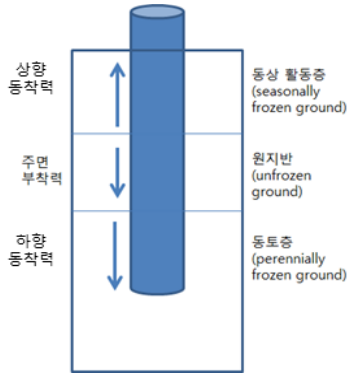 상향
동착력
동상 활동층
(seasonally
frozen ground)
주면
부착력
원지반
(unfrozen
ground)
하향
동착력
동토층
(perennially
frozen ground)